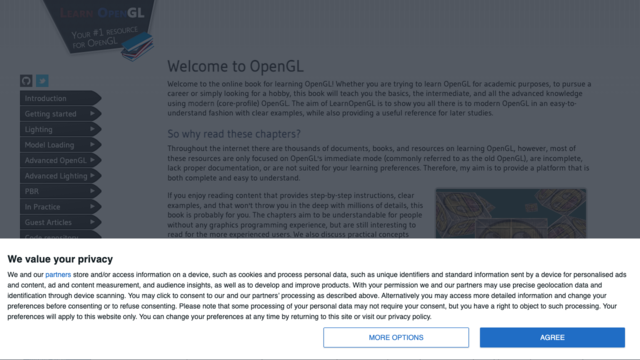 LEARN OPENGL
YOUR #1 RESOURCE
FOR OPENGL
Introduction
Getting started
Lighting
Model Loading
Advanced OpenGL
Advanced Lighting
PBR
In Practice
Guest Articles
Code repository
Welcome to OpenGL
Welcome to the online book for learning OpenGL! Whether you are trying to learn OpenGL for academic purposes, to pursue a
career or simply looking for a hobby, this book will teach you the basics, the intermediate, and all the advanced knowledge
using modern (core-profile) OpenGL. The aim of LearnOpenGL is to show you all there is to modern OpenGL in an easy-to-
understand fashion with clear examples, while also providing a useful reference for later studies.
So why read these chapters?
Throughout the internet there are thousands of documents, books, and resources on learning OpenGL, however, most of
these resources are only focused on OpenGL's immediate mode (commonly referred to as the old OpenGL), are incomplete,
lack proper documentation, or are not suited for your learning preferences. Therefore, my aim is to provide a platform that is
both complete and easy to understand.
If you enjoy reading content that provides step-by-step instructions, clear
examples, and that won't throw you in the deep with millions of details, this
book is probably for you. The chapters aim to be understandable for people
without any graphics programming experience, but are still interesting to
read for the more experienced users. We also discuss practical concepts
We value your privacy
We and our partners store and/or access information on a device, such as cookies and process personal data, such as unique identifiers and standard information sent by a device for personalised ads
and content, ad and content measurement, and audience insights, as well as to develop and improve products. With your permission we and our partners may use precise geolocation data and
identification through device scanning. You may click to consent to our and our partners' processing as described above. Alternatively you may access more detailed information and change your
preferences before consenting or to refuse consenting. Please note that some processing of your personal data may not require your consent, but you have a right to object to such processing. Your
preferences will apply to this website only. You can change your preferences at any time by returning to this site or visit our privacy policy.
MORE OPTIONS
AGREE